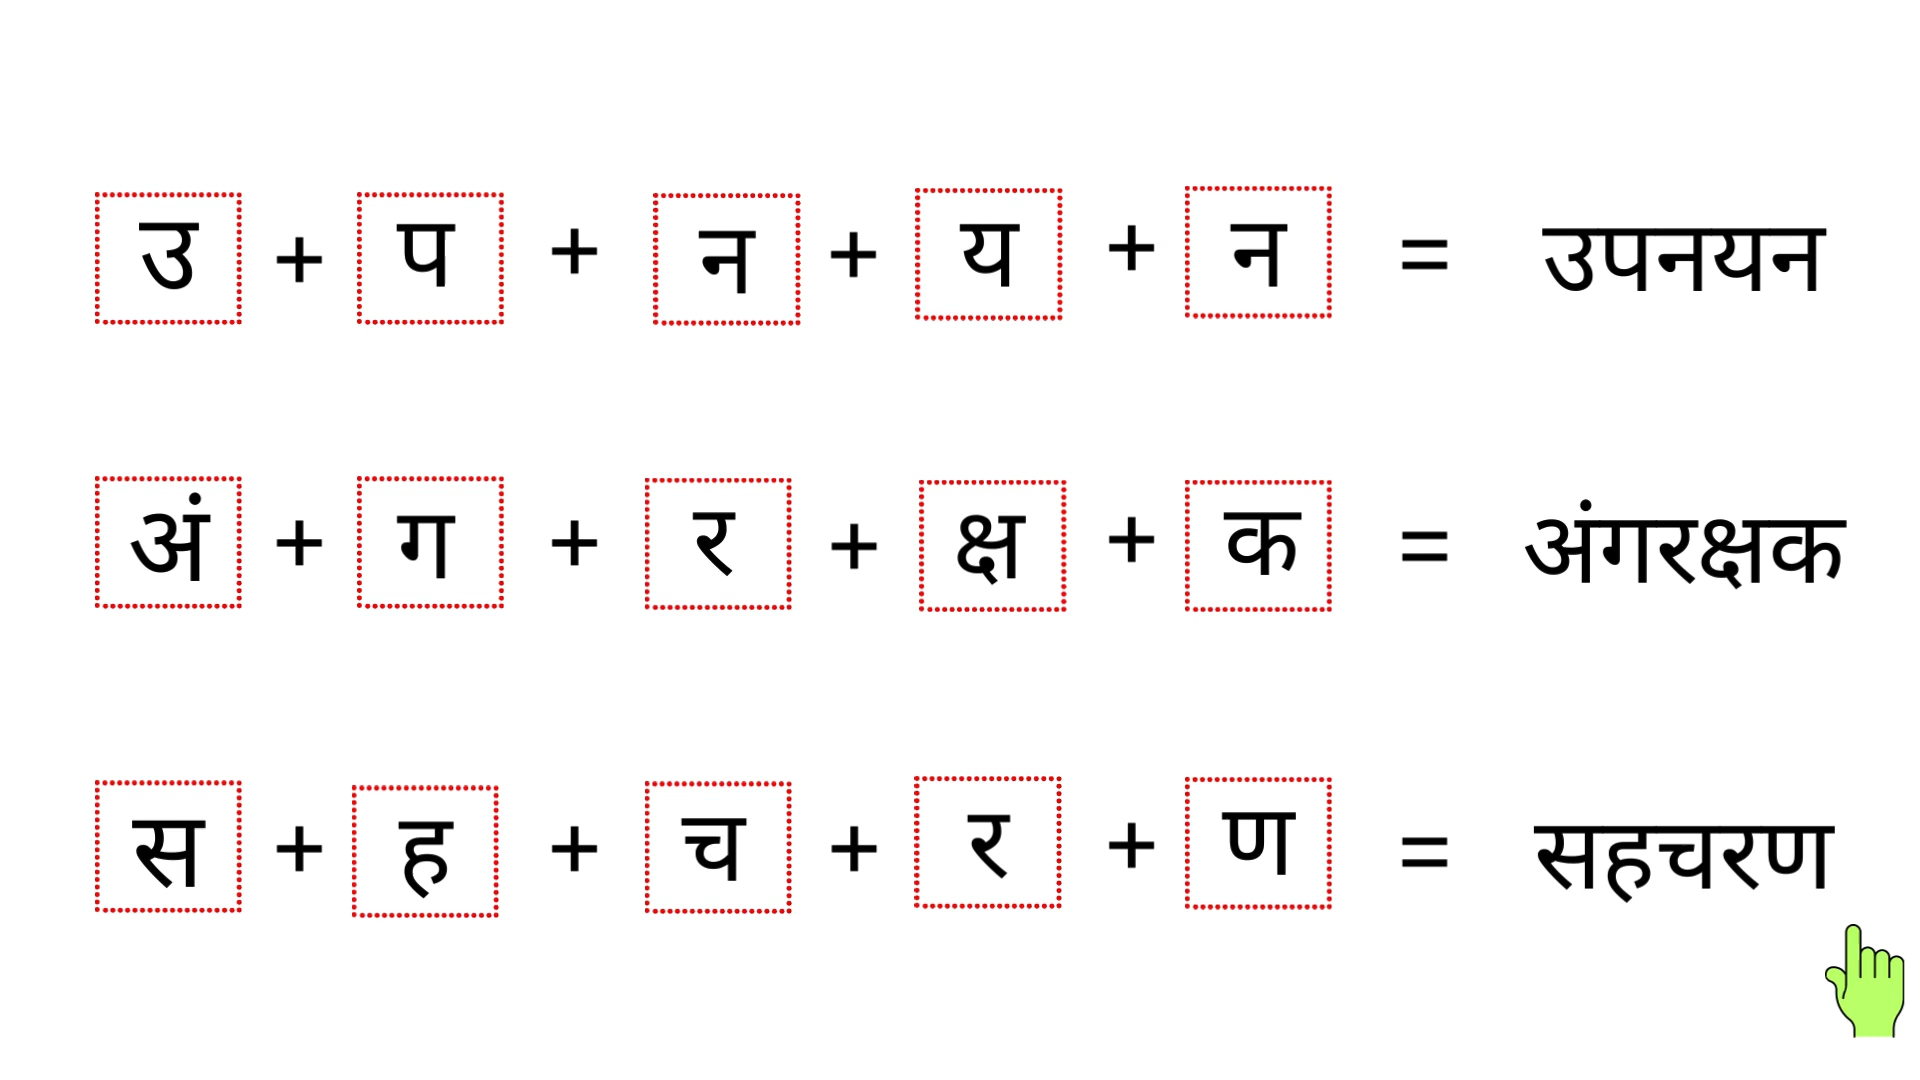 उ + प + न + य + न = उपनयन
अं + ग + र + क्ष + क = अंगरक्षक
स + ह + च + र + ण = सहचरण